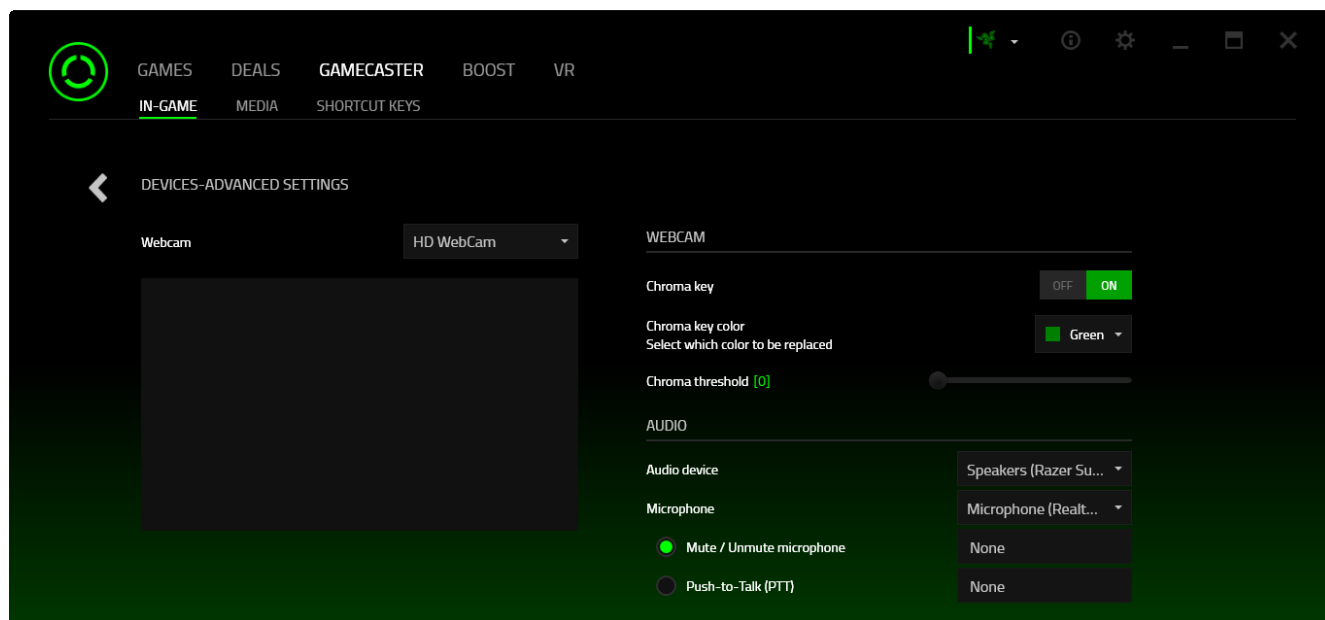 GAMES DEALS GAMECASTER BOOST VR
IN-GAME MEDIA SHORTCUT KEYS
DEVICES-ADVANCED SETTINGS
Webcam HD WebCam
WEBCAM
Chroma key OFF ON
Chroma key color
Select which color to be replaced
Green
Chroma threshold [0]
AUDIO
Audio device Speakers (Razer Su...
Microphone Microphone (Realt...
Mute / Unmute microphone None
Push-to-Talk (PTT) None